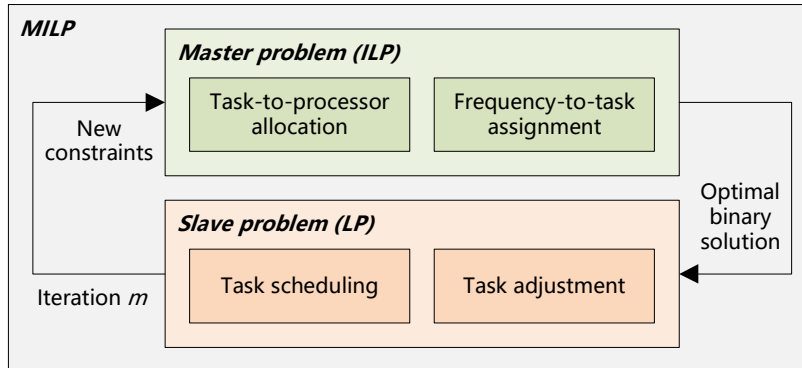 MILP
Master problem (ILP)
Task-to-processor
allocation
Frequency-to-task
assignment
New
constraints
Optimal
binary
solution
Slave problem (LP)
Task scheduling
Task adjustment
Iteration m